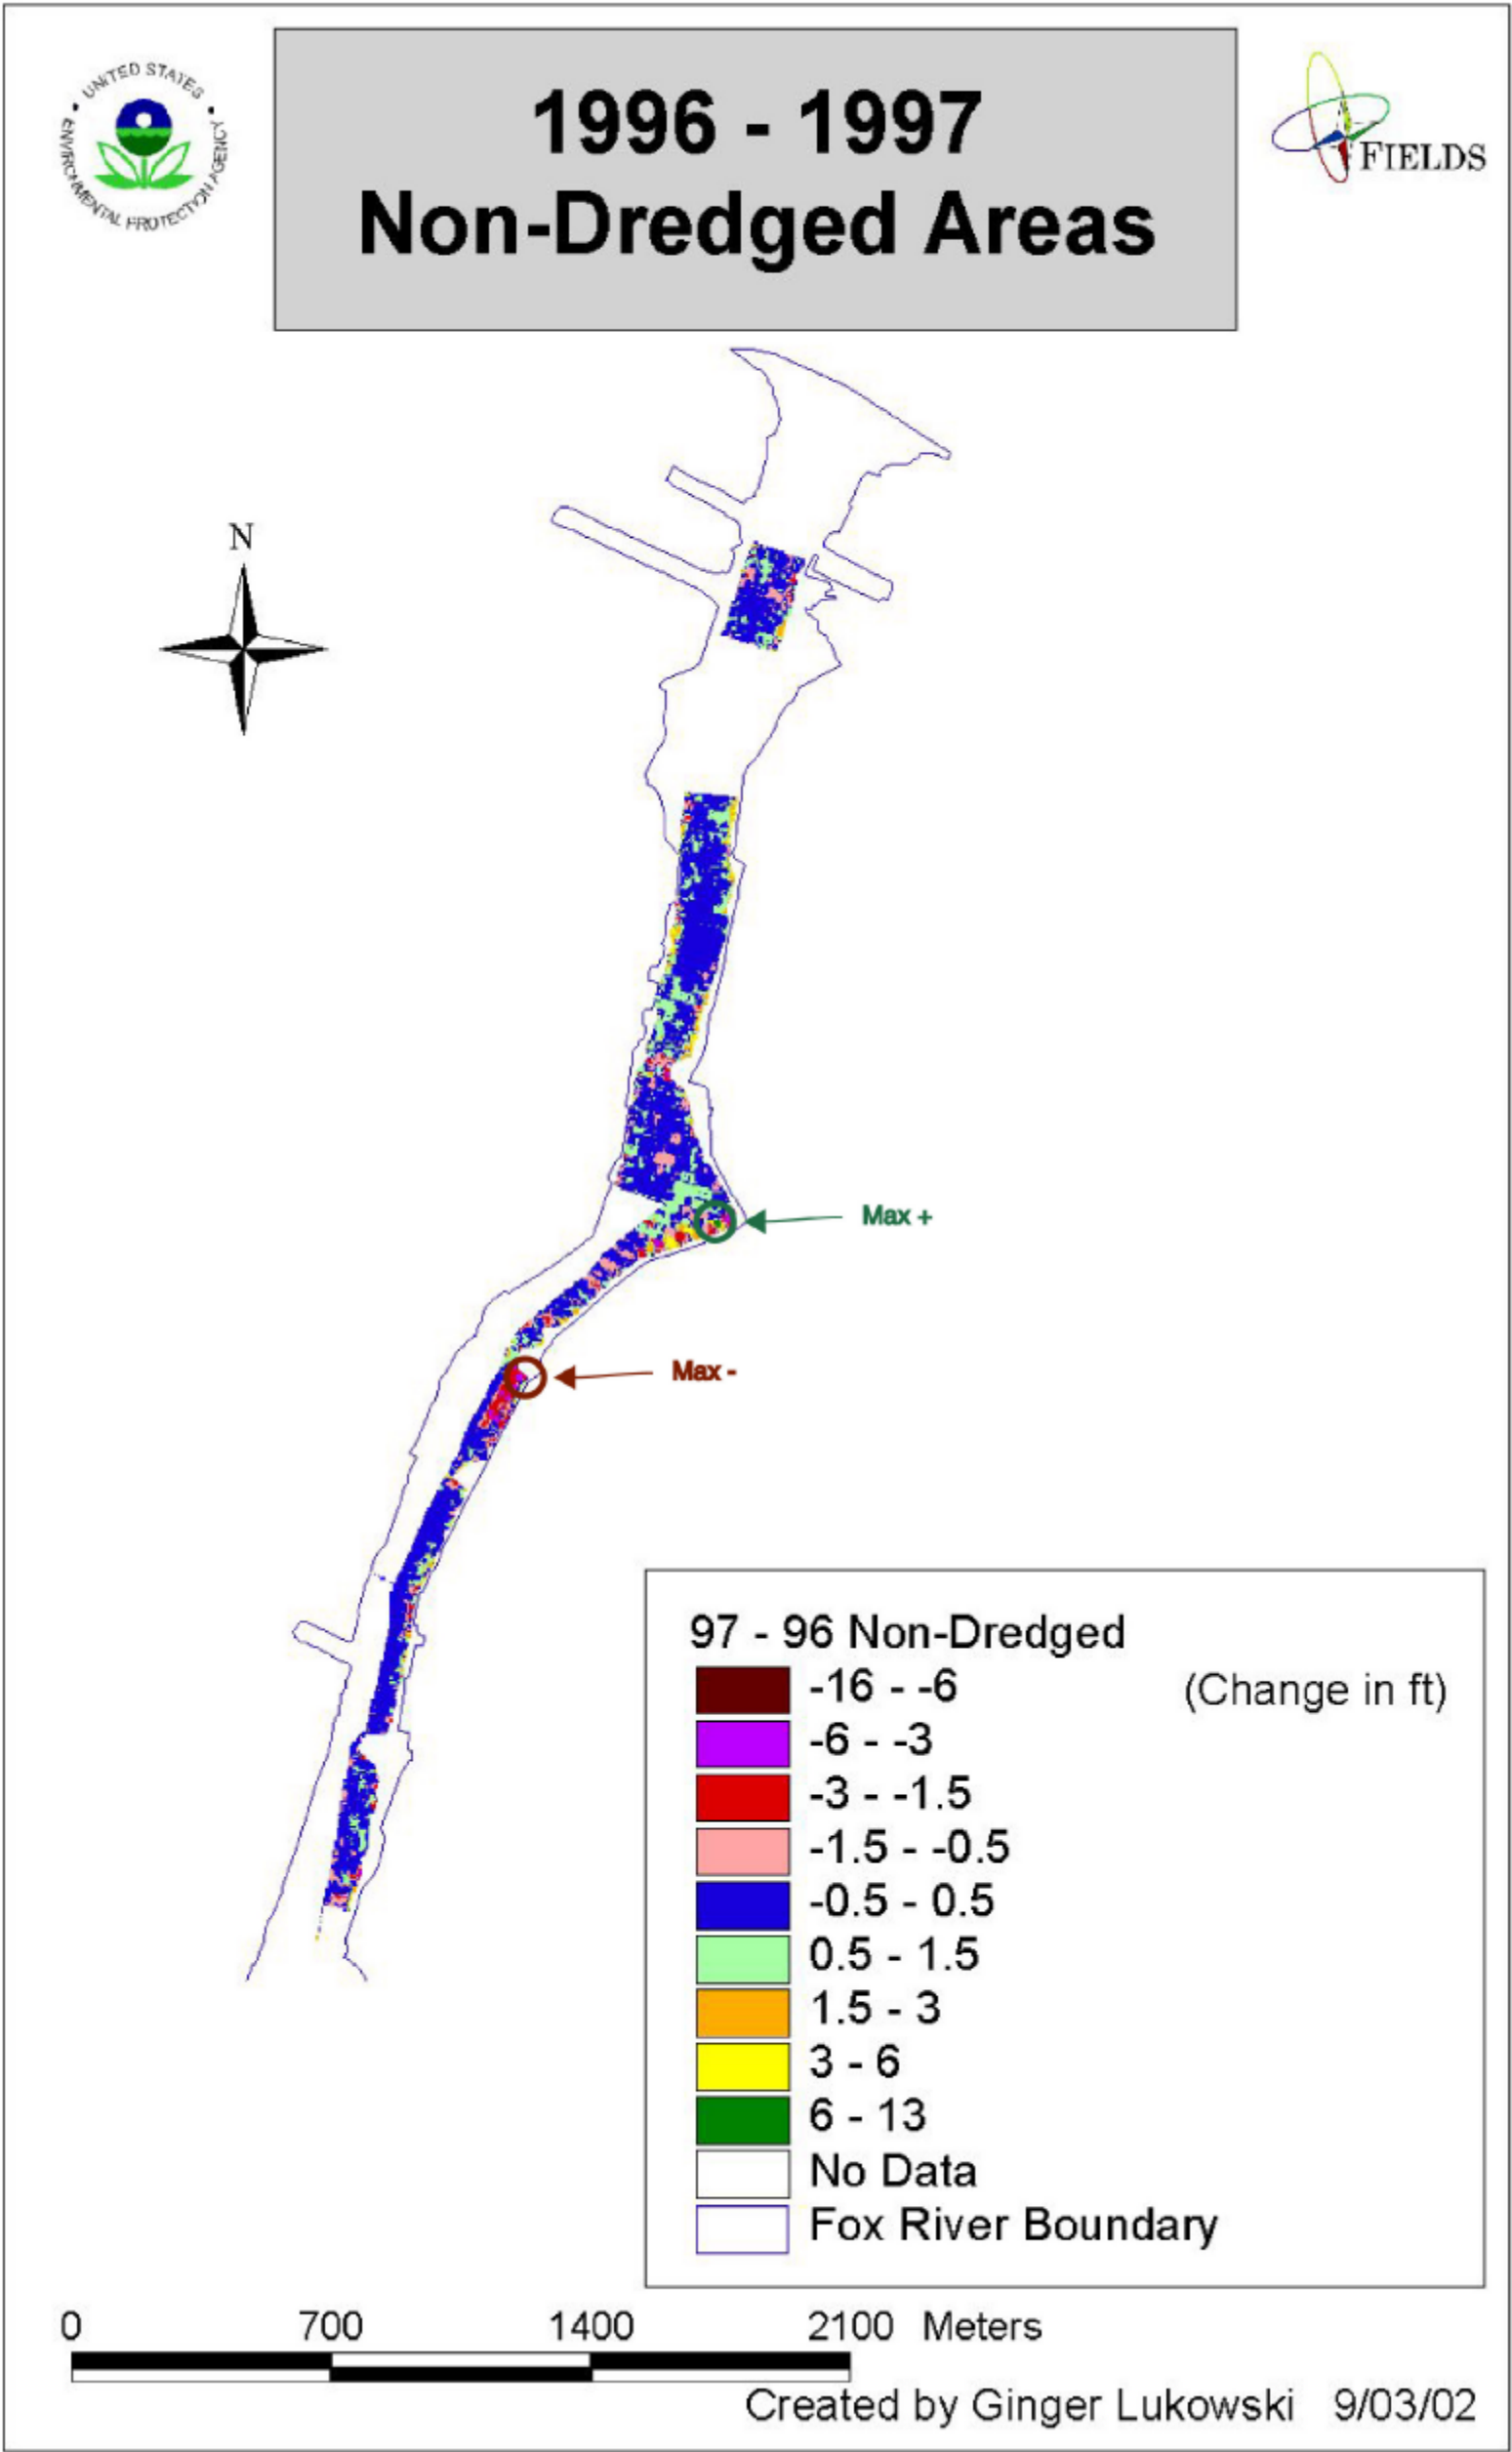 UNITED STATES
ENVIRONMENTAL PROTECTION AGENCY
1996 - 1997
Non-Dredged Areas
FIELDS
N
Max +
Max -
97 - 96 Non-Dredged
(Change in ft)
-16 - -6
-6 - -3
-3 - -1.5
-1.5 - -0.5
-0.5 - 0.5
0.5 - 1.5
1.5 - 3
3 - 6
6 - 13
No Data
Fox River Boundary
0 700 1400 2100 Meters
Created by Ginger Lukowski 9/03/02